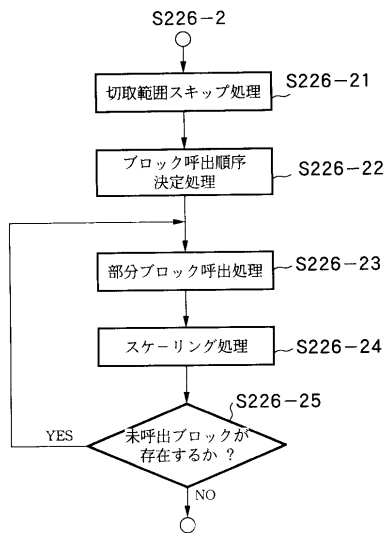 S226-2
切取範囲スキップ処理
S226-21
ブロック呼出順序
決定処理
S226-22
部分ブロック呼出処理
S226-23
スケーリング処理
S226-24
S226-25
未呼出ブロックが
存在するか ?
YES
NO